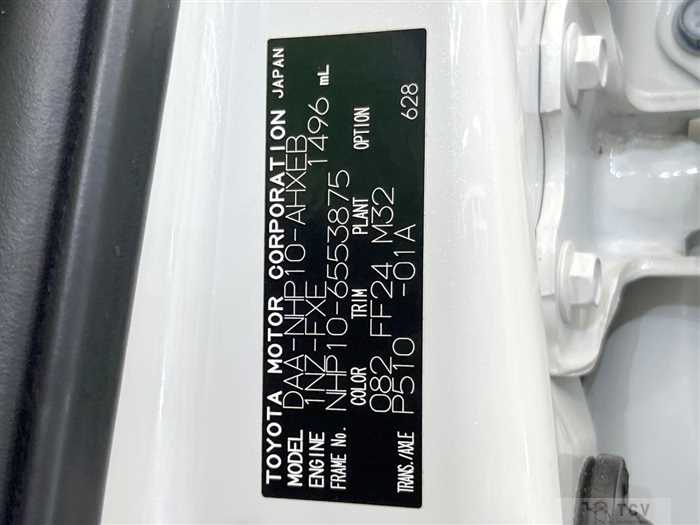 TOYOTA MOTOR CORPORATION JAPAN
MODEL DAA-NHP10-AHXEB
ENGINE 1NZ-FXE 1496 mL
FRAME No. NHP10-6553875
COLOR TRIM PLANT OPTION
082 FF24 M32 628
TRANS./AXLE P510 -01A
TCV